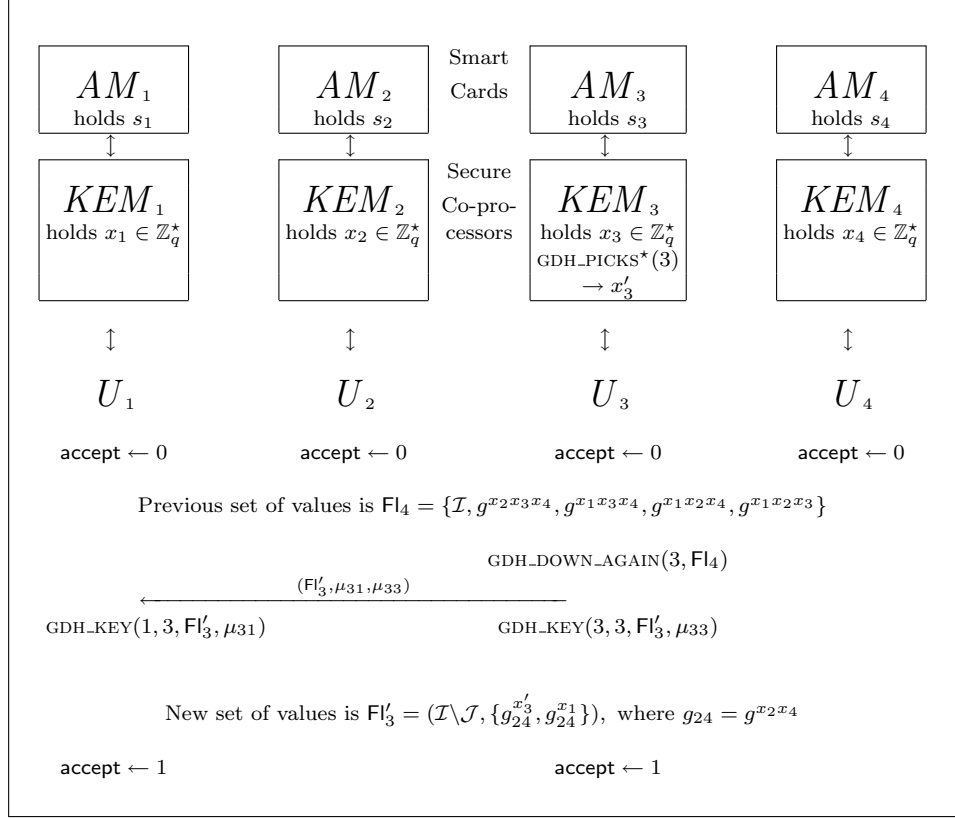 Smart
AM₁ AM₂ Cards AM₃ AM₄
holds s₁ holds s₂ holds s₃ holds s₄
↕ ↕ ↕ ↕
Secure
KEM₁ KEM₂ Co-pro- KEM₃ KEM₄
holds x₁ ∈ ℤ_q^⋆ holds x₂ ∈ ℤ_q^⋆ cessors holds x₃ ∈ ℤ_q^⋆ holds x₄ ∈ ℤ_q^⋆
GDH_PICKS^⋆(3)
→ x′₃
↕ ↕ ↕ ↕
U₁ U₂ U₃ U₄
accept ← 0 accept ← 0 accept ← 0 accept ← 0
Previous set of values is Fl₄ = {𝓘, g^{x₂x₃x₄}, g^{x₁x₃x₄}, g^{x₁x₂x₄}, g^{x₁x₂x₃}}
GDH_DOWN_AGAIN(3, Fl₄)
(Fl′₃,μ₃₁,μ₃₃)
GDH_KEY(1, 3, Fl′₃, μ₃₁) GDH_KEY(3, 3, Fl′₃, μ₃₃)
New set of values is Fl′₃ = (𝓘\𝓙, {g₂₄^{x′₃}, g₂₄^{x₁}}), where g₂₄ = g^{x₂x₄}
accept ← 1 accept ← 1